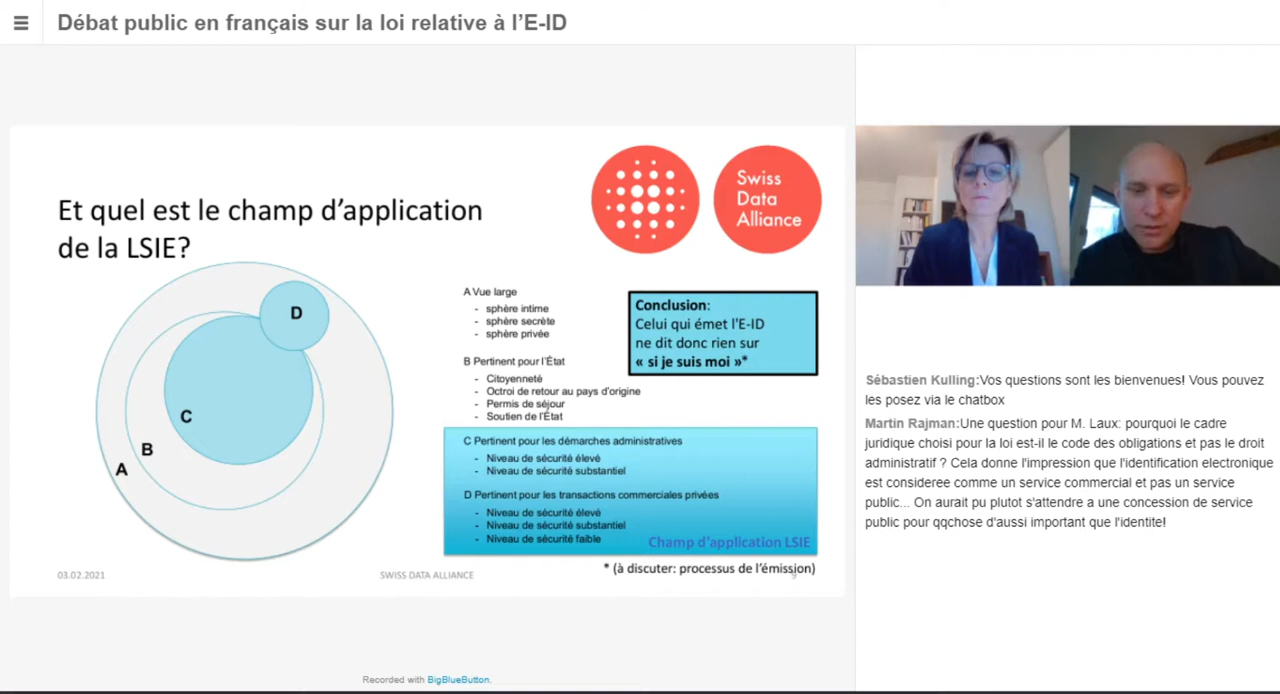 Débat public en français sur la loi relative à l'E-ID
Et quel est le champ d'application
de la LSIE?
Swiss
Data
Alliance
D
C
B
A
A Vue large
- sphère intime
- sphère secrète
- sphère privée
B Pertinent pour l'État
- Citoyenneté
- Octroi de retour au pays d'origine
- Permis de séjour
- Soutien de l'État
Conclusion:
Celui qui émet l'E-ID
ne dit donc rien sur
« si je suis moi »*
C Pertinent pour les démarches administratives
- Niveau de sécurité élevé
- Niveau de sécurité substantiel
D Pertinent pour les transactions commerciales privées
- Niveau de sécurité élevé
- Niveau de sécurité substantiel
- Niveau de sécurité faible
Champ d'application LSIE
* (à discuter: processus de l'émission)
03.02.2021
SWISS DATA ALLIANCE
9
Sébastien Kulling:Vos questions sont les bienvenues! Vous pouvez
les posez via le chatbox
Martin Rajman:Une question pour M. Laux: pourquoi le cadre
juridique choisi pour la loi est-il le code des obligations et pas le droit
administratif ? Cela donne l'impression que l'identification electronique
est consideree comme un service commercial et pas un service
public... On aurait pu plutot s'attendre a une concession de service
public pour qqchose d'aussi important que l'identite!
Recorded with BigBlueButton.